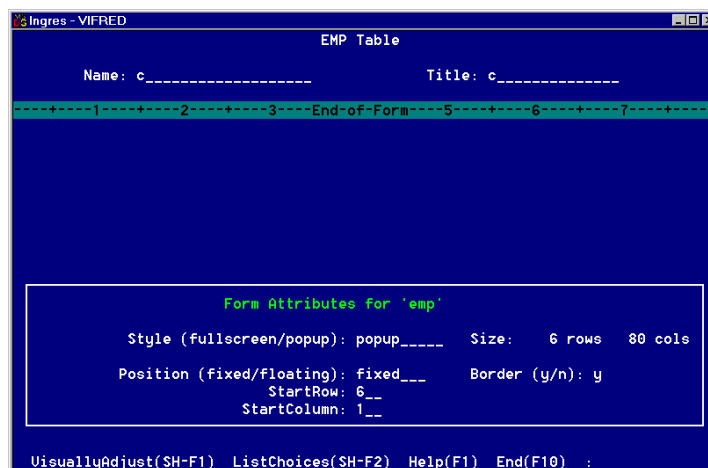 Ingres - VIFRED
EMP Table
Name: c___________________ Title: c______________
----+----1----+----2----+----3----End-of-Form----5----+----6----+----7----+----
Form Attributes for 'emp'
Style (fullscreen/popup): popup_____ Size: 6 rows 80 cols
Position (fixed/floating): fixed___ Border (y/n): y
StartRow: 6__
StartColumn: 1__
VisuallyAdjust(SH-F1) ListChoices(SH-F2) Help(F1) End(F10) :